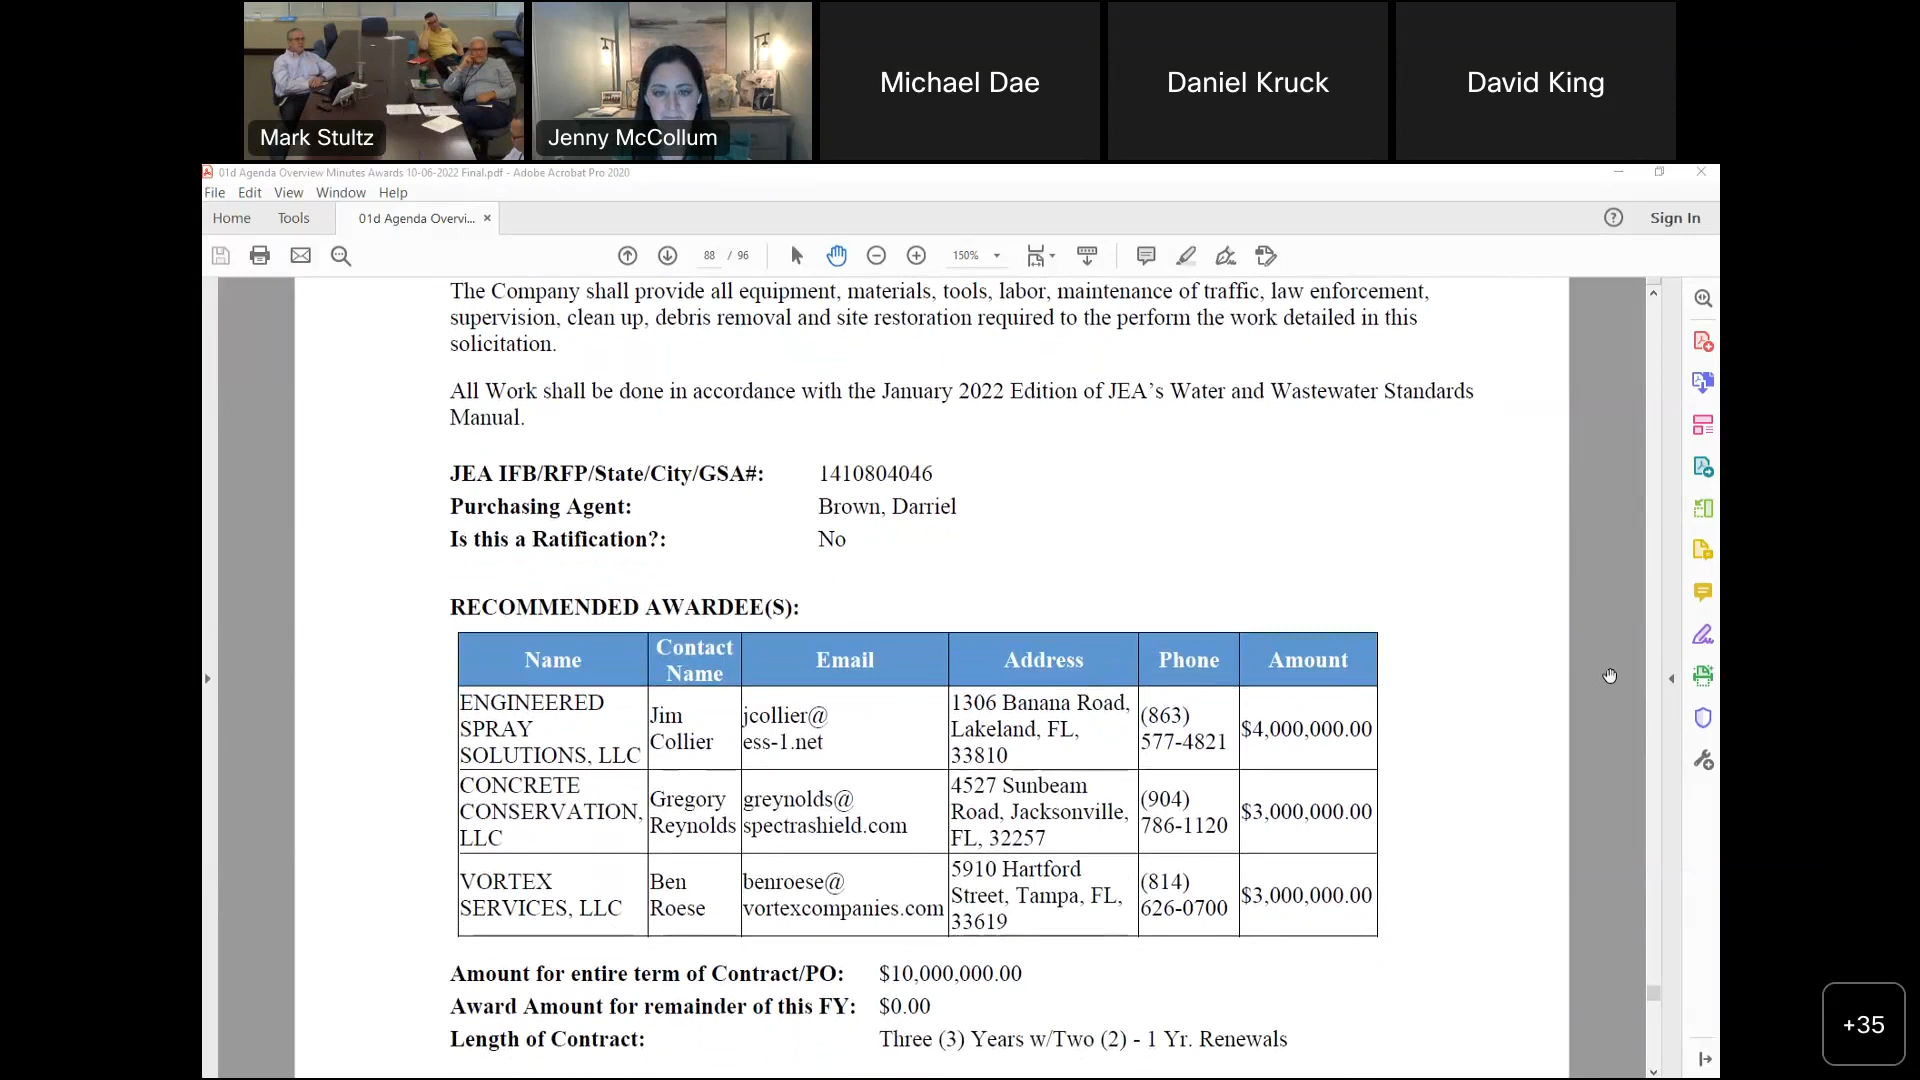 Mark Stultz
Jenny McCollum
Michael Dae
Daniel Kruck
David King
01d Agenda Overview Minutes Awards 10-06-2022 Final.pdf - Adobe Acrobat Pro 2020
File Edit View Window Help
Home Tools 01d Agenda Overvi... × Sign In
88 / 96 150%
The Company shall provide all equipment, materials, tools, labor, maintenance of traffic, law enforcement,
supervision, clean up, debris removal and site restoration required to the perform the work detailed in this
solicitation.
All Work shall be done in accordance with the January 2022 Edition of JEA’s Water and Wastewater Standards
Manual.
JEA IFB/RFP/State/City/GSA#: 1410804046
Purchasing Agent: Brown, Darriel
Is this a Ratification?: No
RECOMMENDED AWARDEE(S):
Name Contact Name Email Address Phone Amount
ENGINEERED SPRAY SOLUTIONS, LLC Jim Collier jcollier@ ess-1.net 1306 Banana Road, Lakeland, FL, 33810 (863) 577-4821 $4,000,000.00
CONCRETE CONSERVATION, LLC Gregory Reynolds greynolds@ spectrashield.com 4527 Sunbeam Road, Jacksonville, FL, 32257 (904) 786-1120 $3,000,000.00
VORTEX SERVICES, LLC Ben Roese benroese@ vortexcompanies.com 5910 Hartford Street, Tampa, FL, 33619 (814) 626-0700 $3,000,000.00
Amount for entire term of Contract/PO: $10,000,000.00
Award Amount for remainder of this FY: $0.00
Length of Contract: Three (3) Years w/Two (2) - 1 Yr. Renewals
+35